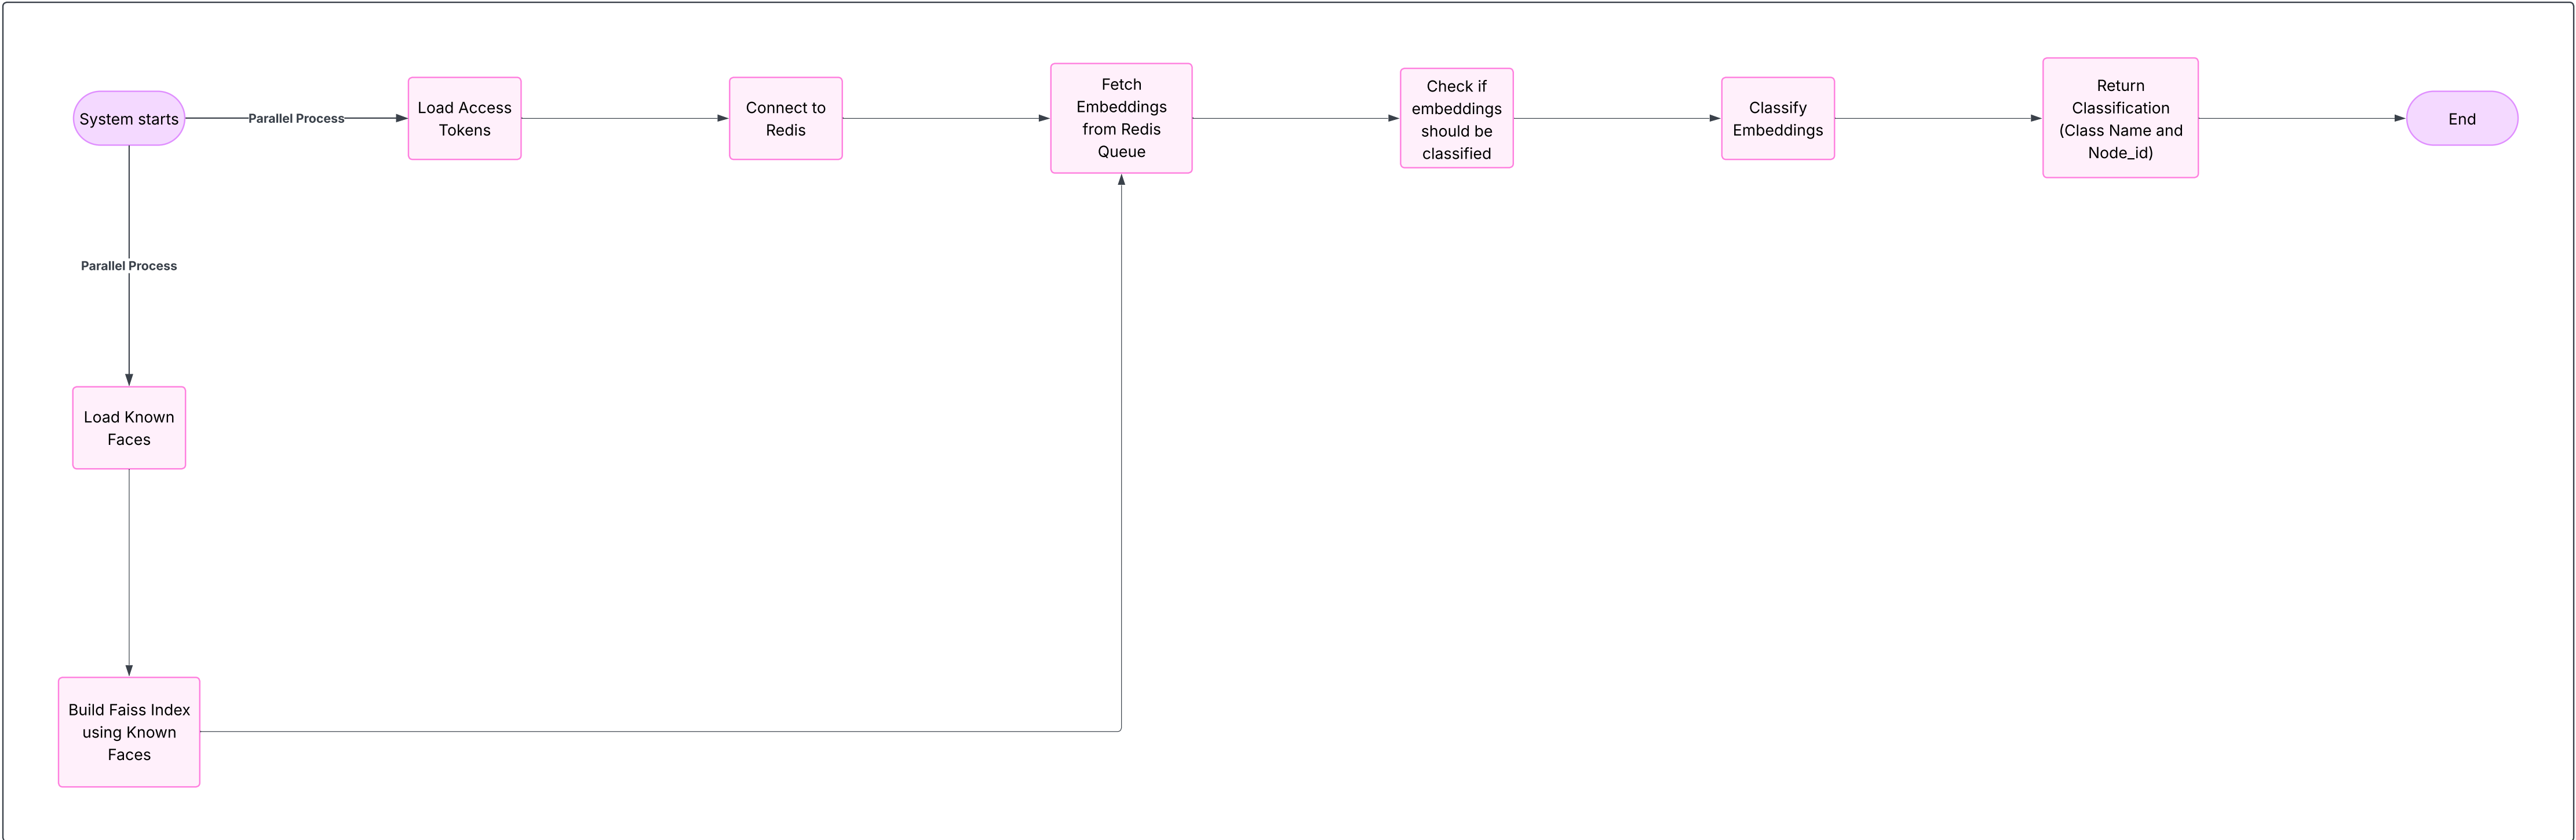 System starts
Parallel Process
Load Access
Tokens
Connect to
Redis
Fetch
Embeddings
from Redis
Queue
Check if
embeddings
should be
classified
Classify
Embeddings
Return
Classification
(Class Name and
Node_id)
End
Parallel Process
Load Known
Faces
Build Faiss Index
using Known
Faces